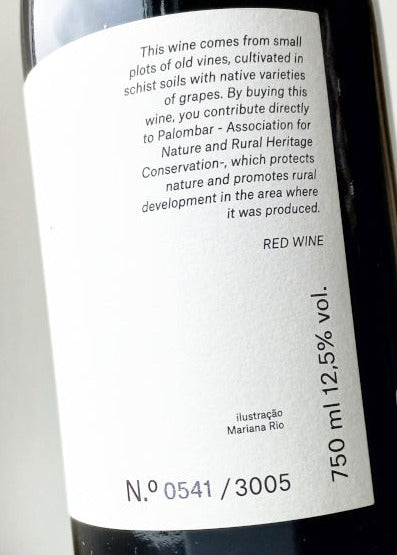 This wine comes from small
plots of old vines, cultivated in
schist soils with native varieties
of grapes. By buying this
wine, you contribute directly
to Palombar - Association for
Nature and Rural Heritage
Conservation-, which protects
nature and promotes rural
development in the area where
it was produced.
RED WINE
750 ml 12,5% vol.
ilustração
Mariana Rio
N.º 0541 / 3005